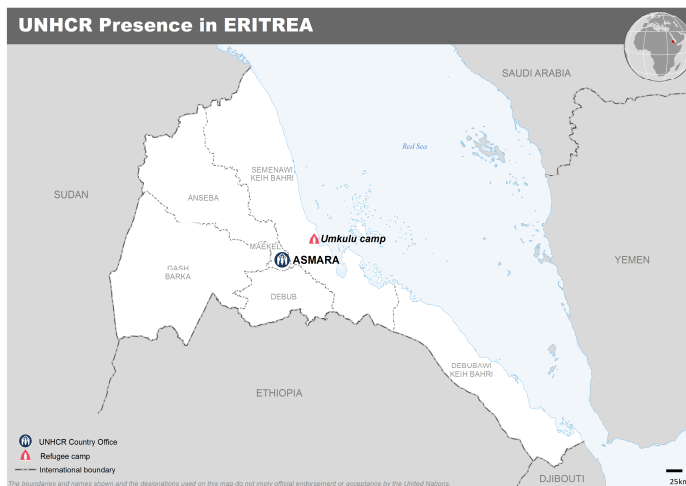 UNHCR Presence in ERITREA
SAUDI ARABIA
Red Sea
SEMENAWI
KEIH BAHRI
SUDAN
ANSEBA
Umkulu camp
MAEKEL
ASMARA
YEMEN
GASH
BARKA
DEBUB
DEBUBAWI
KEIH BAHRI
ETHIOPIA
UNHCR Country Office
Refugee camp
International boundary
DJIBOUTI
25km
The boundaries and names shown and the designations used on this map do not imply official endorsement or acceptance by the United Nations.